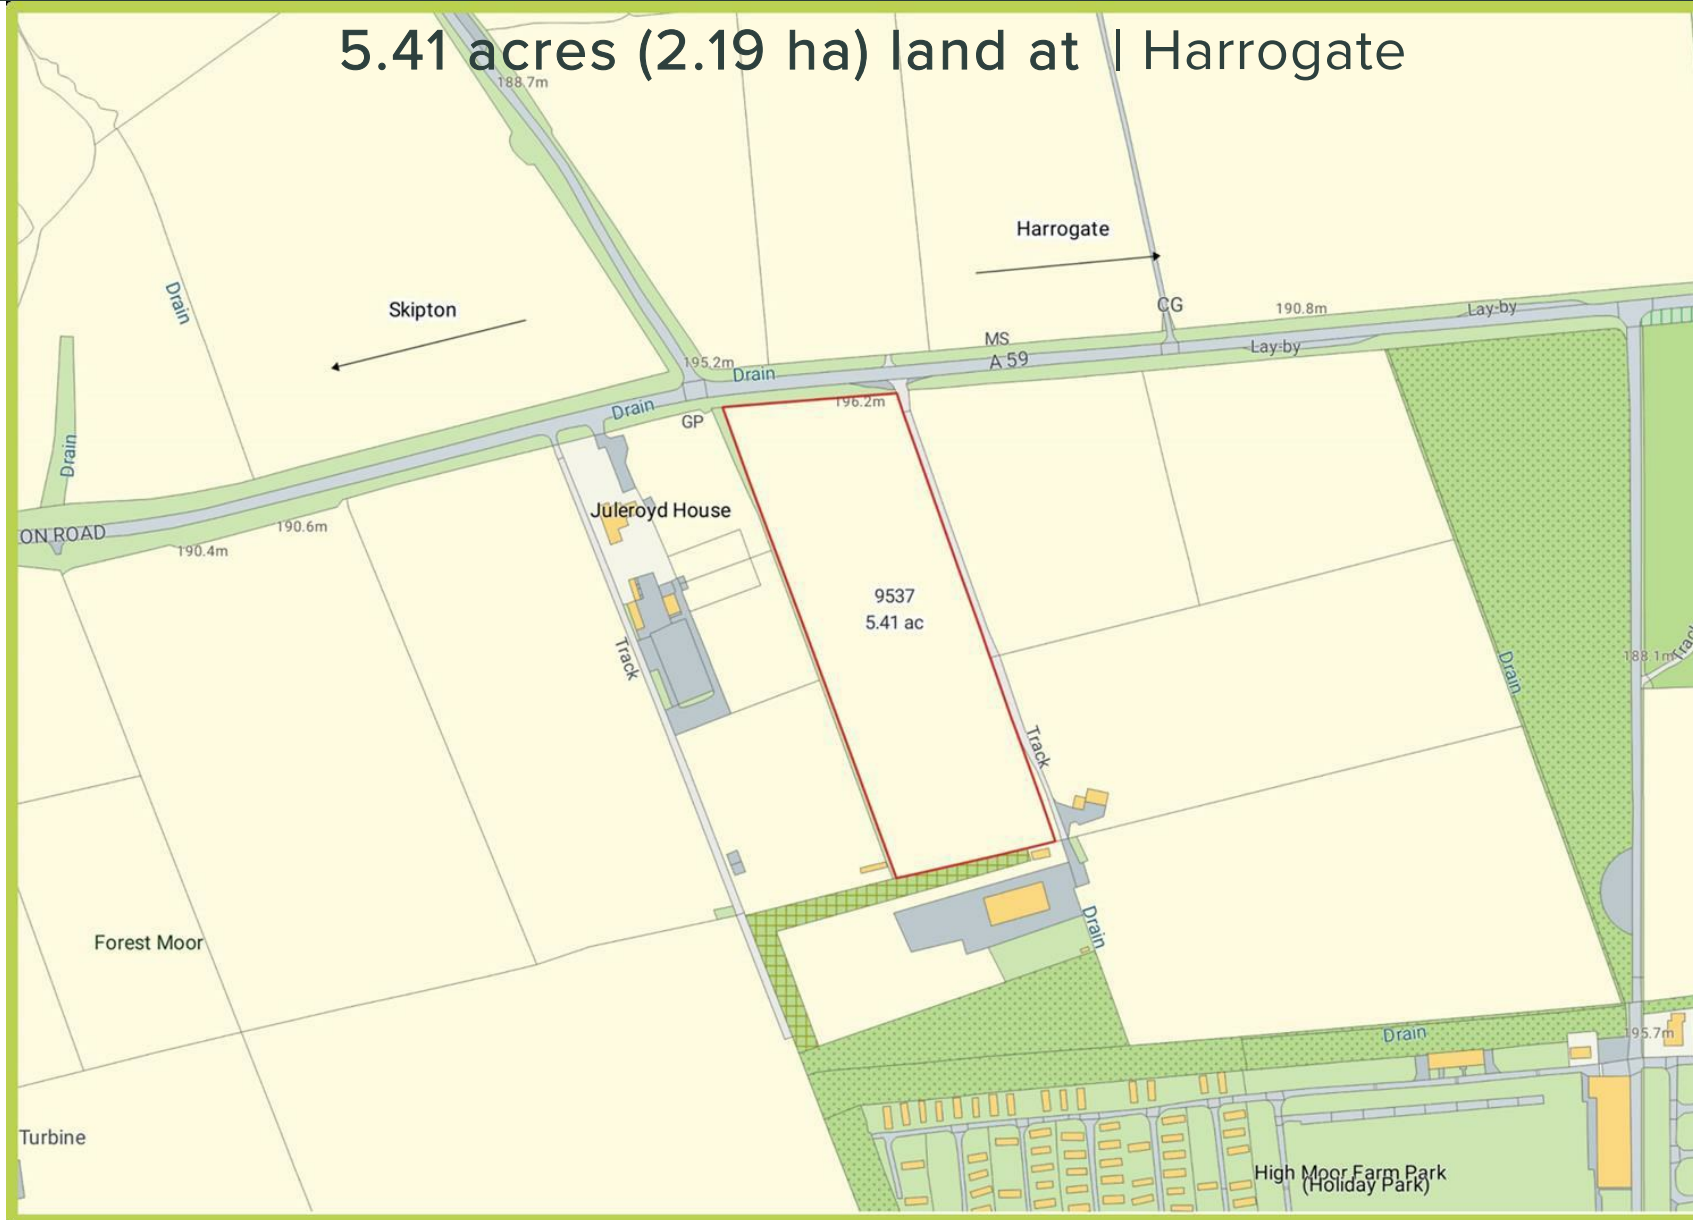 5.41 acres (2.19 ha) land at | Harrogate
188.7m
Harrogate
Drain
Skipton
CG
190.8m
Lay-by
MS
A 59
Lay-by
195.2m
Drain
Drain
196.2m
GP
Drain
Juleroyd House
ON ROAD
190.6m
190.4m
9537
5.41 ac
Track
Drain
188.1m
Track
Track
Forest Moor
Drain
Drain
195.7m
Turbine
High Moor Farm Park
(Holiday Park)